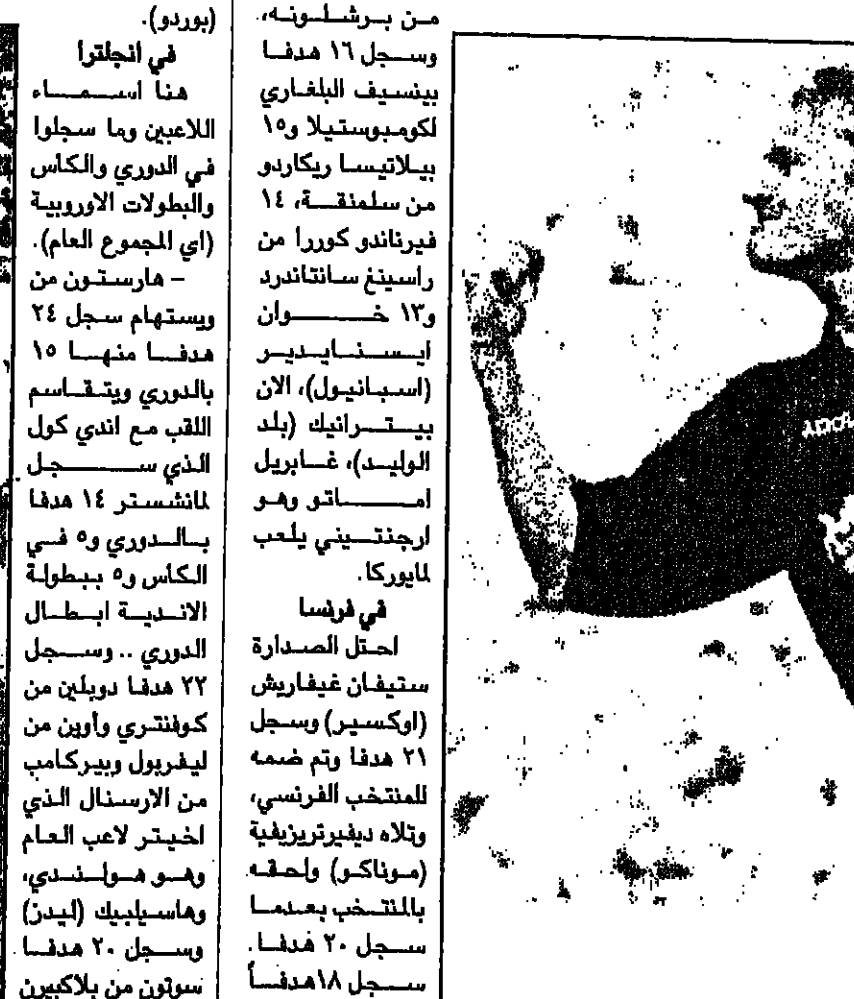 من برشلونه،
وسجل ١٦ هدفا
بينسيف البلغاري
لكومبوستيلا و١٥
بيلاتيسا ريكاردو
من سلمنقة، ١٤
فيرناندو كوررا من
راسينغ سانتاندرد
و١٣ خوان
ايسنايدير
(اسبانيول)، الان
بيترانيك (بلد
الوليد)، غابريل
اماتو وهو
ارجنتيني يلعب
لمايوركا.
في فرنسا
احتل الصدارة
ستيفان غيفاريش
(اوكسير) وسجل
٢١ هدفا وتم ضمه
للمنتخب الفرنسي،
وتلاه ديفيرتريزيفية
(موناكو) ولحقه
بالمنتخب بعدما
سجل ٢٠ هدفا.
سجل ١٨هدفاً
(بوردو).
في انجلترا
هنا اسماء
اللاعبين وما سجلوا
في الدوري والكاس
والبطولات الاوروبية
(اي المجموع العام).
– هارستون من
ويستهام سجل ٢٤
هدفا منها ١٥
بالدوري ويتقاسم
اللقب مع اندي كول
الذي سجل
لمانشستر ١٤ هدفا
بالدوري و٥ في
الكاس و٥ ببطولة
الاندية ابطال
الدوري .. وسجل
٢٢ هدفا دوبلين من
كوفنتري وأوين من
ليفربول وبيركامب
من الارسنال الذي
اختير لاعب العام
وهو هولندي،
وهاسيلبيك (ليدز)
وسجل ٢٠ هدفا
سوتون من بلاكبيرن